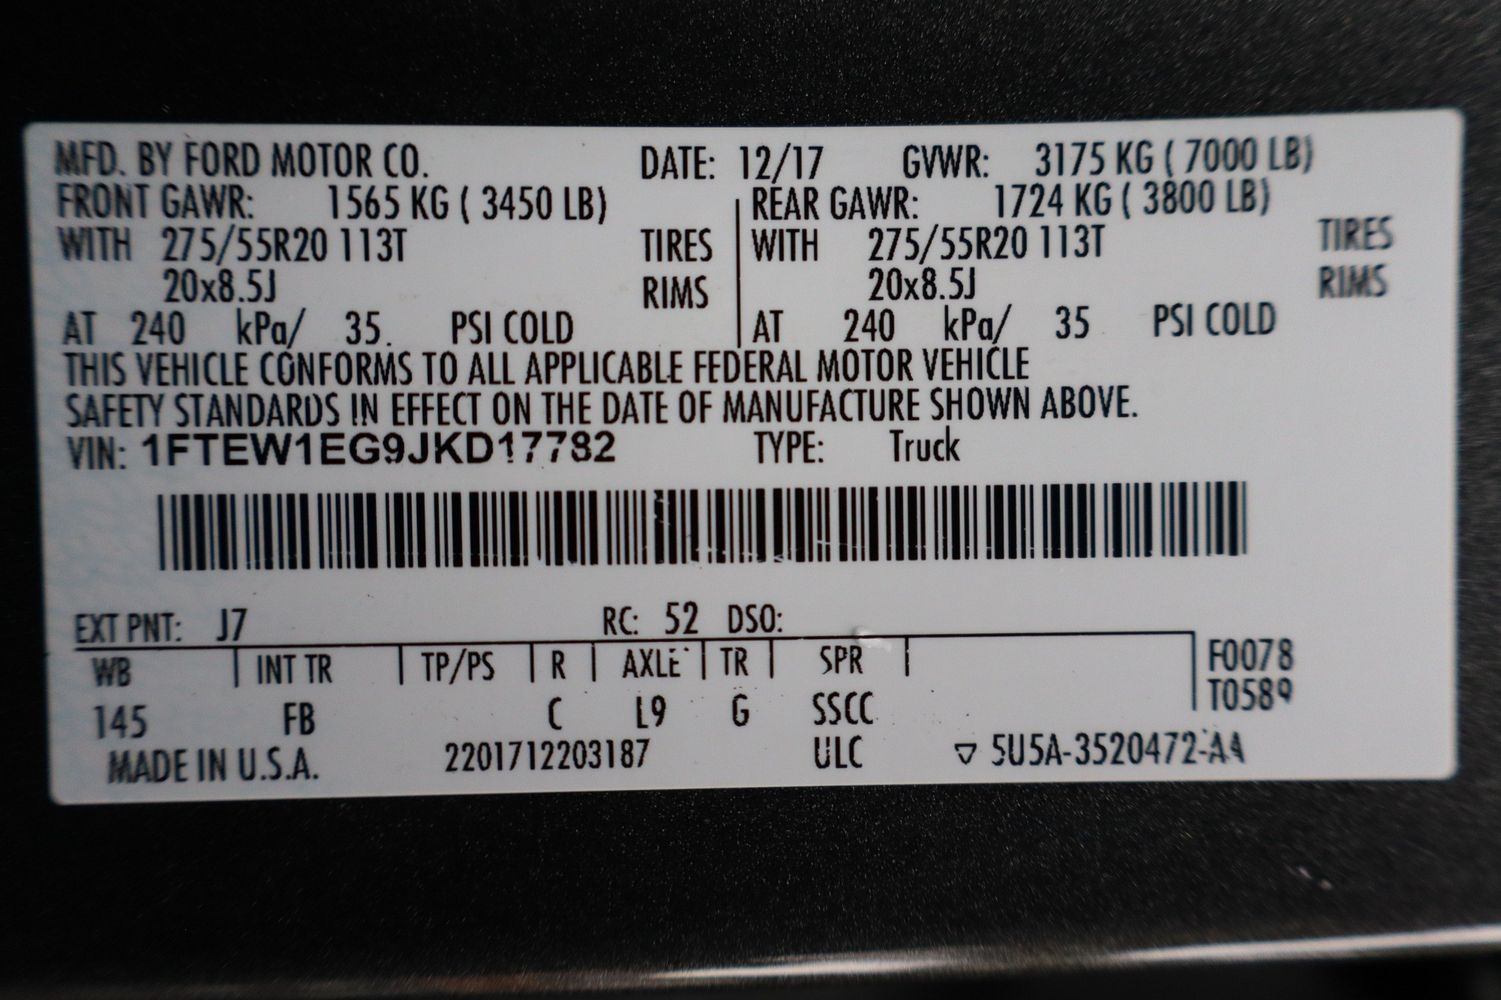 MFD. BY FORD MOTOR CO. DATE: 12/17 GVWR: 3175 KG ( 7000 LB)
FRONT GAWR: 1565 KG ( 3450 LB) REAR GAWR: 1724 KG ( 3800 LB)
WITH 275/55R20 113T TIRES WITH 275/55R20 113T TIRES
20x8.5J RIMS 20x8.5J RIMS
AT 240 kPa/ 35 PSI COLD AT 240 kPa/ 35 PSI COLD
THIS VEHICLE CONFORMS TO ALL APPLICABLE FEDERAL MOTOR VEHICLE
SAFETY STANDARDS IN EFFECT ON THE DATE OF MANUFACTURE SHOWN ABOVE.
VIN: 1FTEW1EG9JKD17782 TYPE: Truck
EXT PNT: J7 RC: 52 DSO:
WB INT TR TP/PS R AXLE TR SPR F0078
T0589
145 FB C L9 G SSCC
MADE IN U.S.A. 2201712203187 ULC ▽ 5U5A-3520472-AA